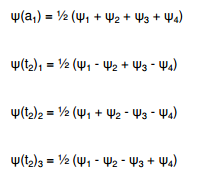 ψ(a₁) = ½ (ψ₁ + ψ₂ + ψ₃ + ψ₄)
ψ(t₂)₁ = ½ (ψ₁ - ψ₂ + ψ₃ - ψ₄)
ψ(t₂)₂ = ½ (ψ₁ + ψ₂ - ψ₃ - ψ₄)
ψ(t₂)₃ = ½ (ψ₁ - ψ₂ - ψ₃ + ψ₄)